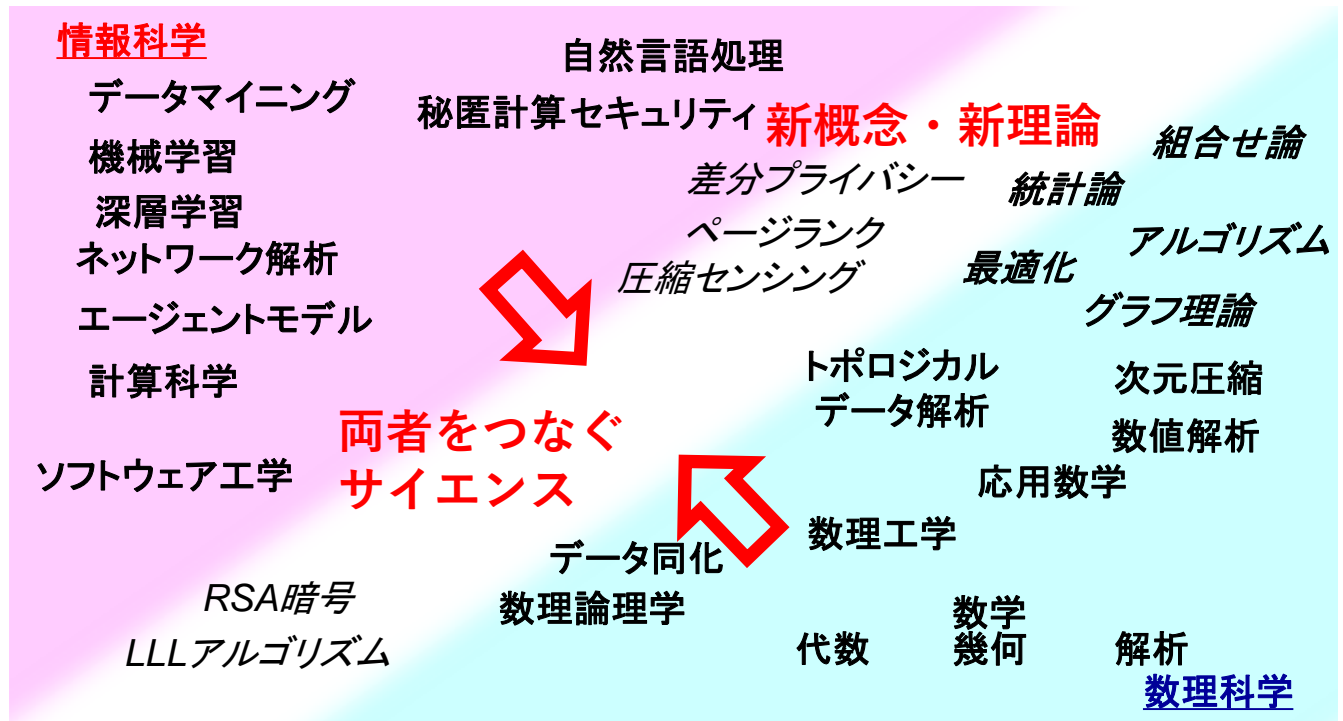 情報科学
データマイニング
機械学習
深層学習
ネットワーク解析
エージェントモデル
計算科学
ソフトウェア工学
自然言語処理
秘匿計算 セキュリティ
新概念・新理論
差分プライバシー
ページランク
圧縮センシング
組合せ論
統計論
アルゴリズム
最適化
グラフ理論
両者をつなぐ
サイエンス
トポロジカル
データ解析
次元圧縮
数値解析
応用数学
数理工学
データ同化
数理論理学
RSA暗号
LLLアルゴリズム
数学
代数 幾何 解析
数理科学